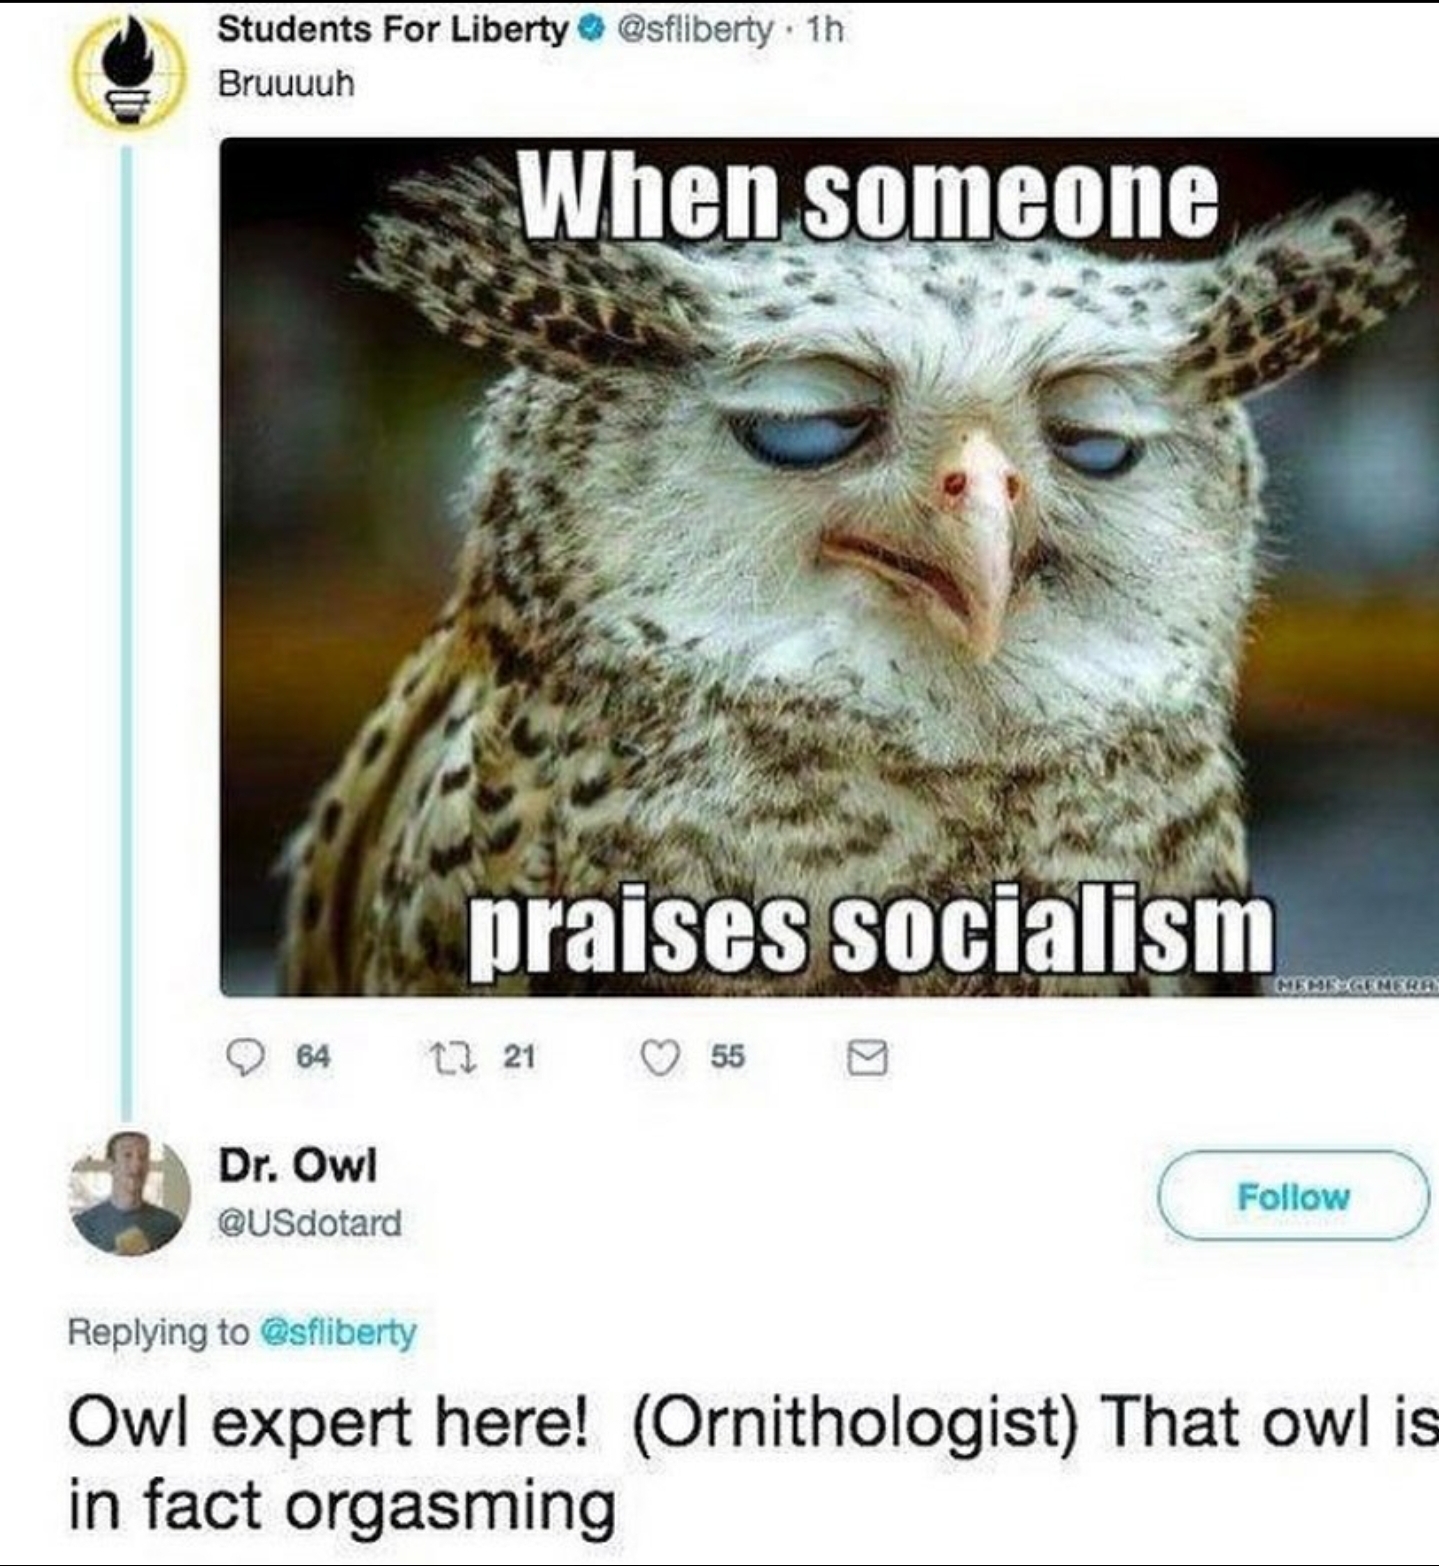 Students For Liberty @sfliberty · 1h
Bruuuuh
When someone
praises socialism
64 21 55
Dr. Owl
Follow
@USdotard
Replying to @sfliberty
Owl expert here! (Ornithologist) That owl is
in fact orgasming